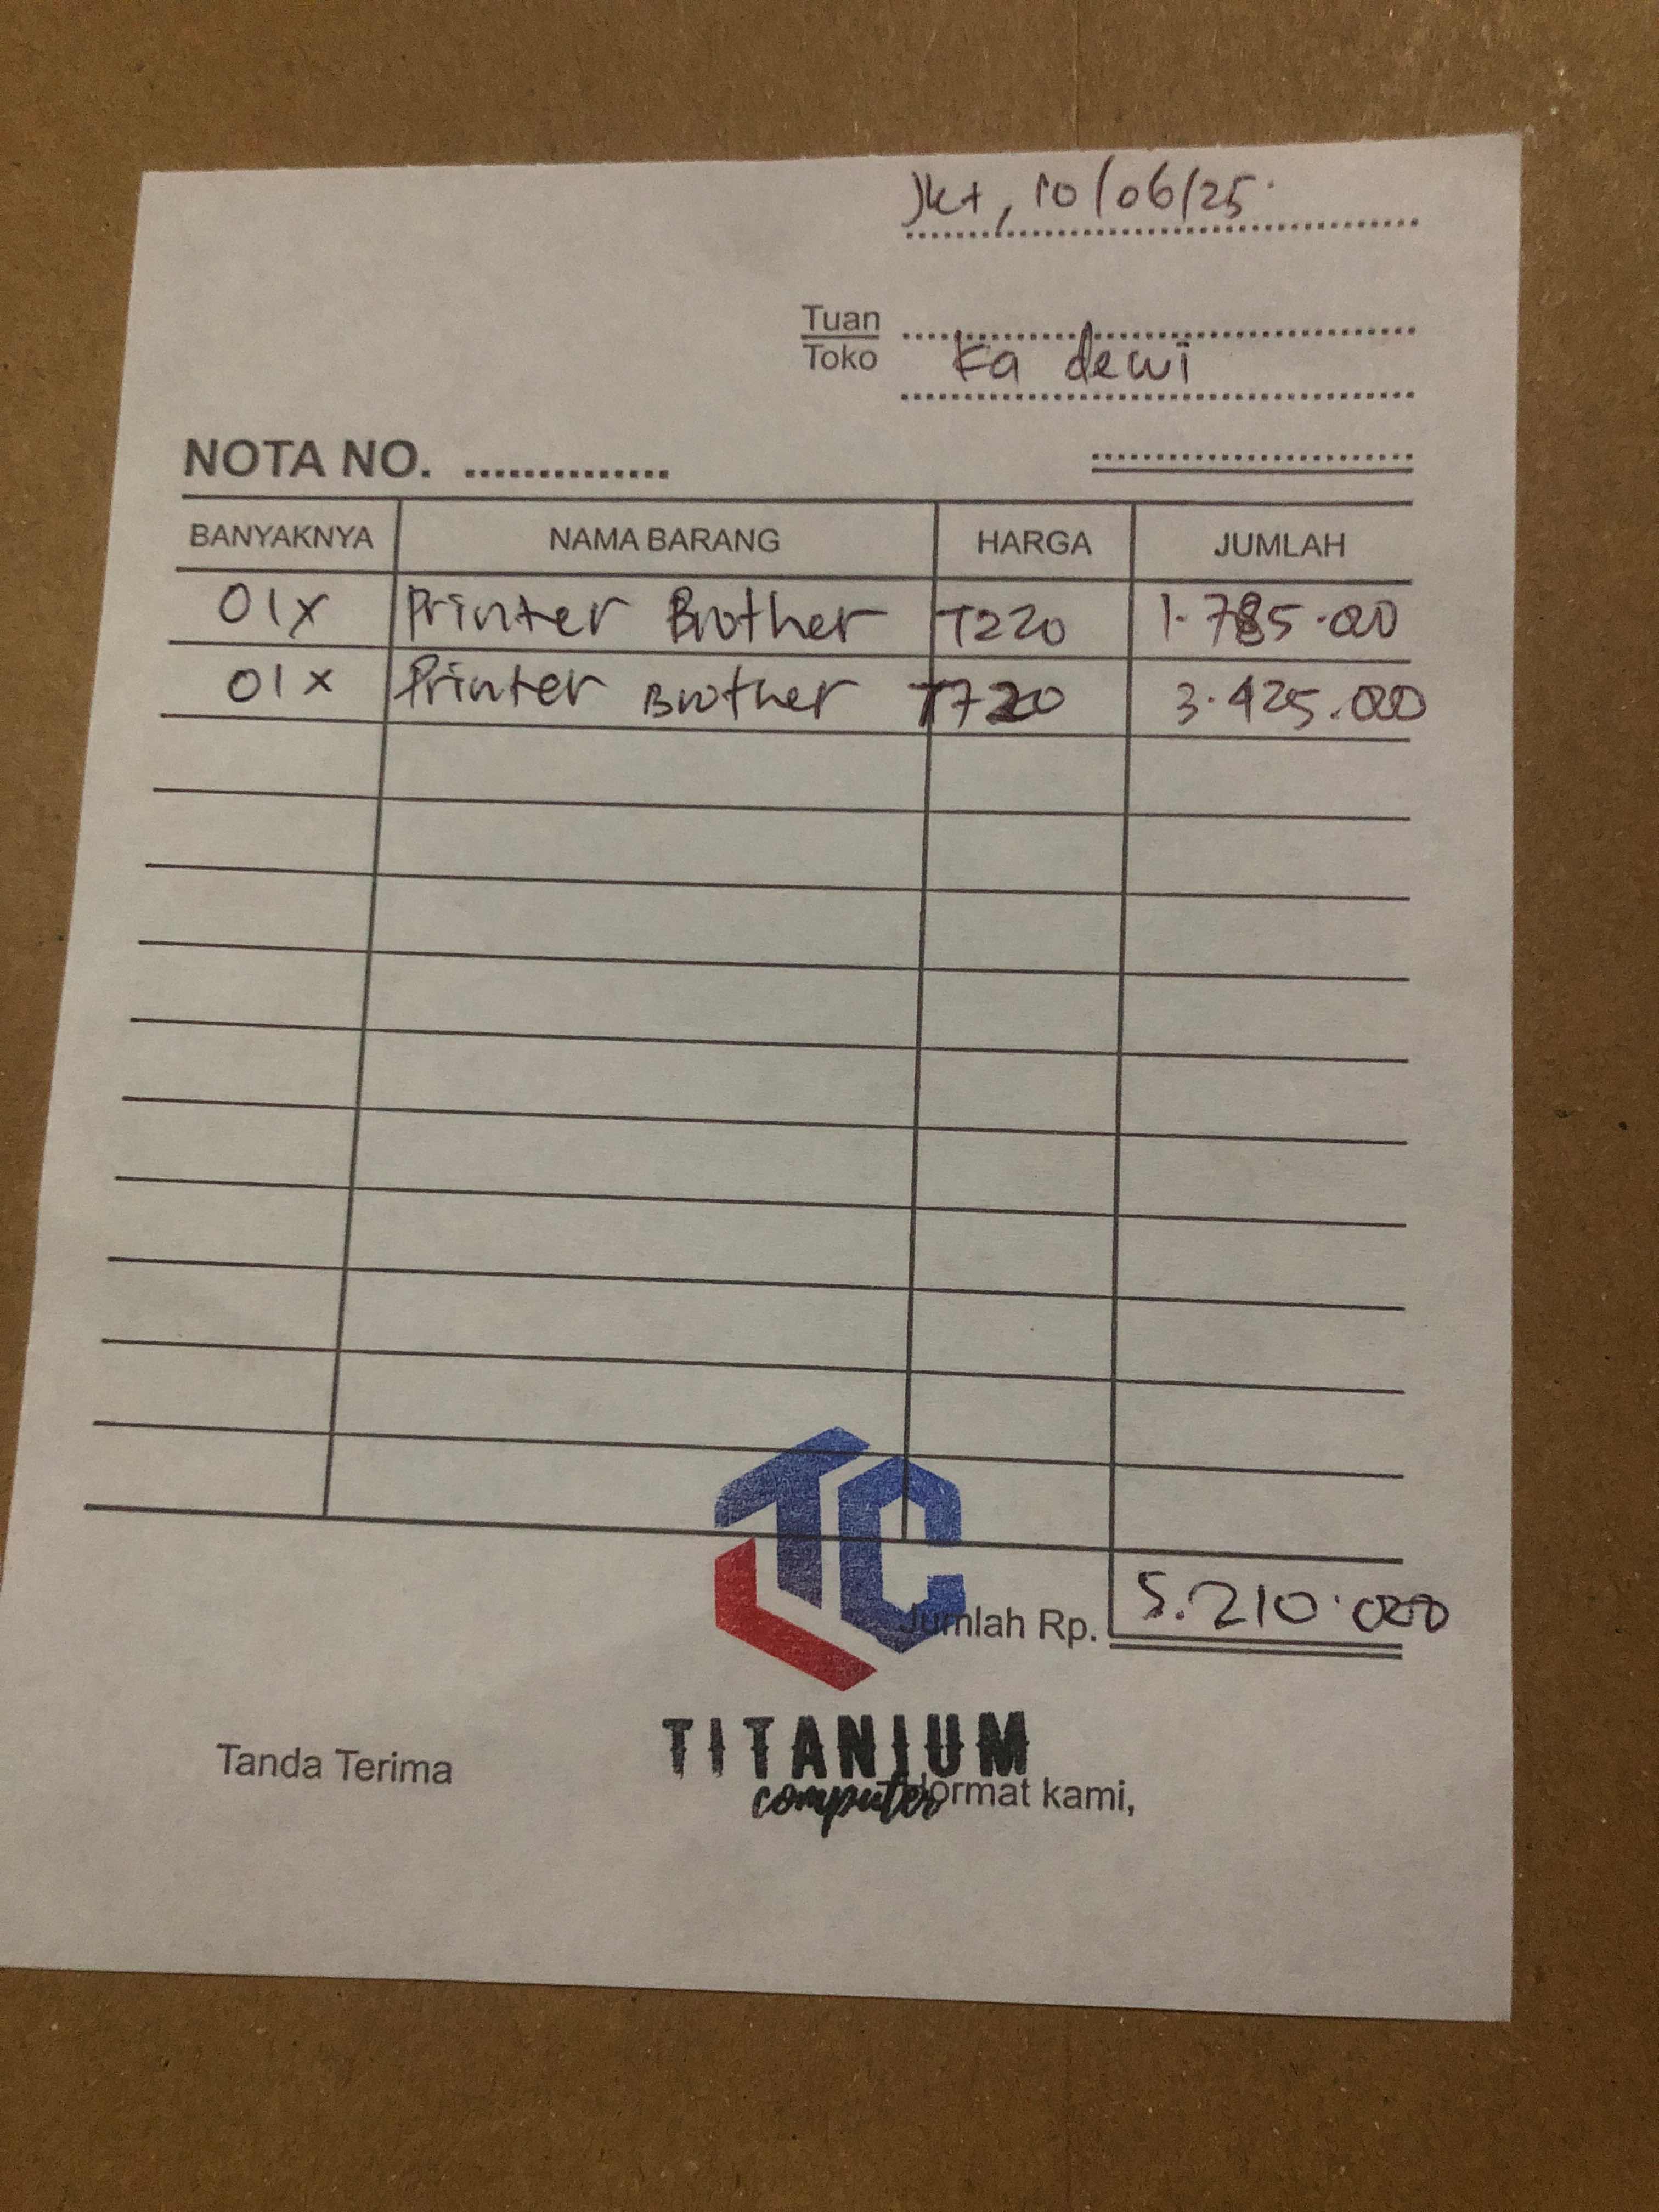 Jkt, 10/06/25
Tuan
Toko
Ka dewi
NOTA NO. ..............
BANYAKNYA NAMA BARANG HARGA JUMLAH
01x Printer Brother T220 1.785.000
01x Printer Brother T720 3.425.000
Jumlah Rp. 5.210.000
TITANIUM
computer
Tanda Terima
Hormat kami,